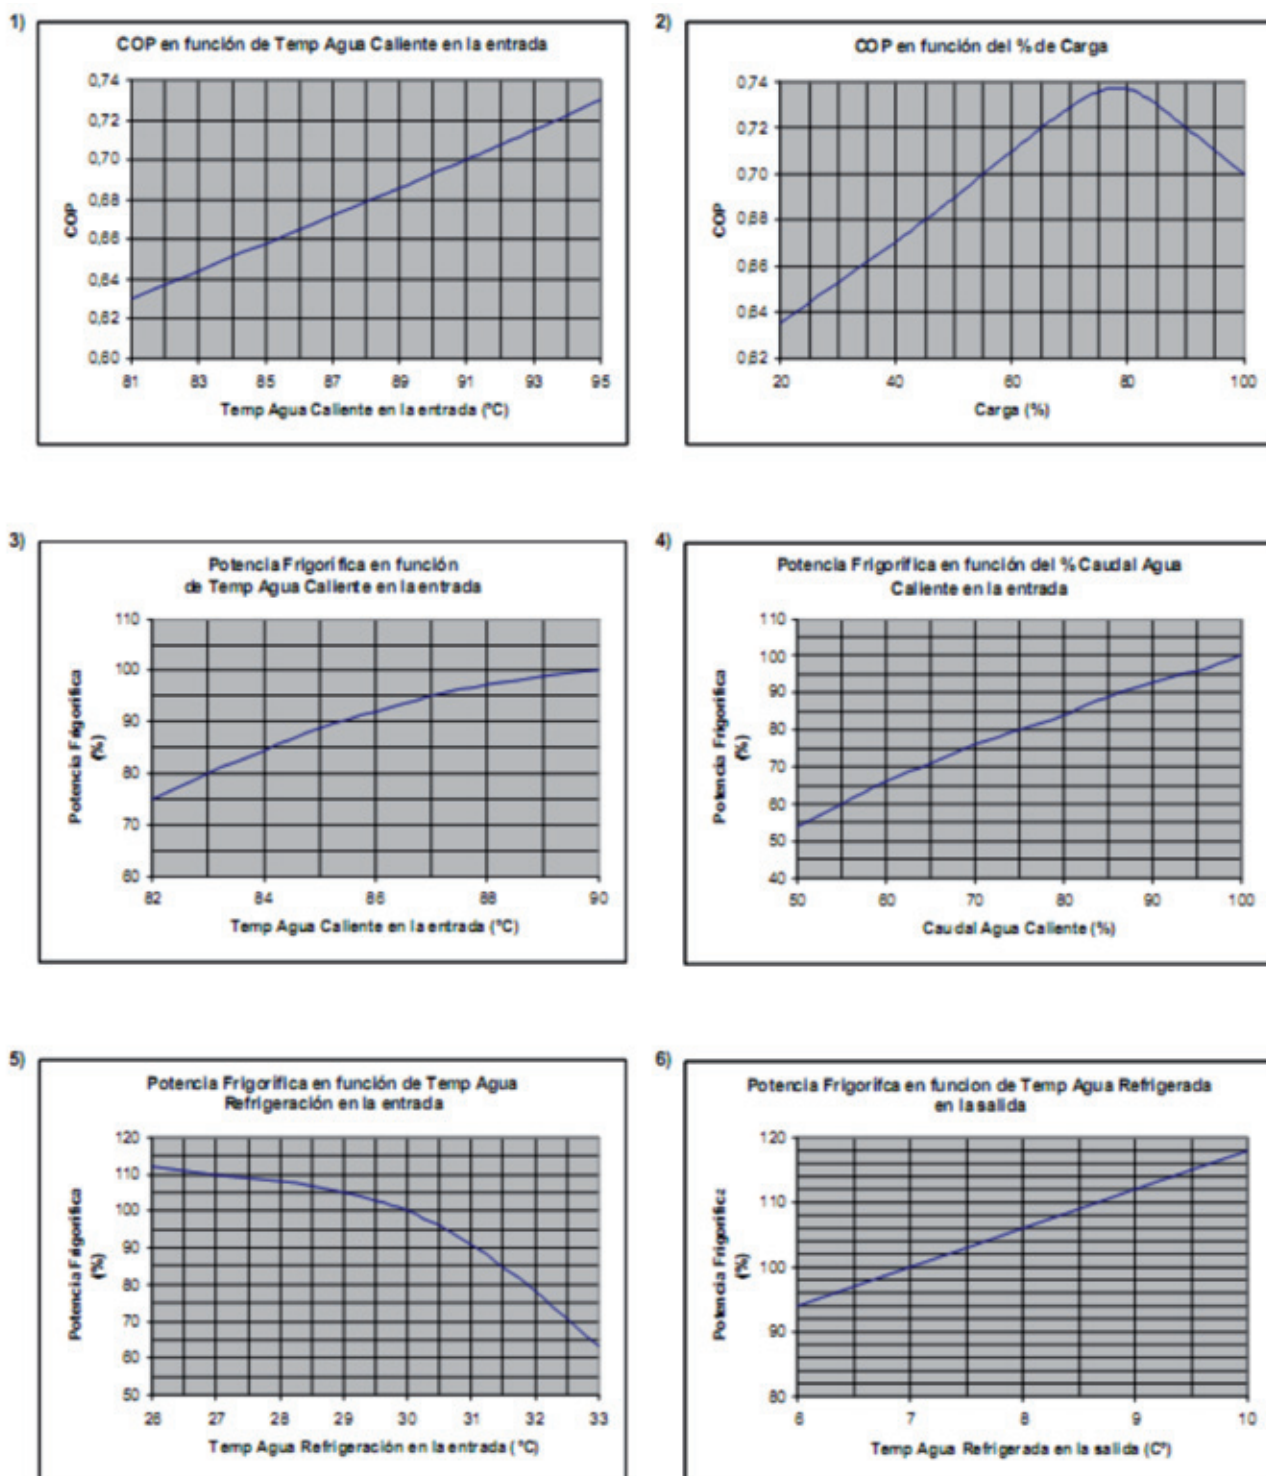 1)
COP en función de Temp Agua Caliente en la entrada
0,74
0,72
0,70
0,68
0,66
0,64
0,62
0,60
COP
81 83 85 87 89 91 93 95
Temp Agua Caliente en la entrada (ºC)
2)
COP en función del % de Carga
0,74
0,72
0,70
0,68
0,66
0,64
0,62
COP
20 40 60 80 100
Carga (%)
3)
Potencia Frigorífica en función
de Temp Agua Caliente en la entrada
110
100
90
80
70
60
Potencia Frigorífica
(%)
82 84 86 88 90
Temp Agua Caliente en la entrada (ºC)
4)
Potencia Frigorifica en función del % Caudal Agua
Caliente en la entrada
110
100
90
80
70
60
50
40
Potencia Frigorífica
(%)
50 60 70 80 90 100
Caudal Agua Caliente (%)
5)
Potencia Frigorífica en función de Temp Agua
Refrigeración en la entrada
120
110
100
90
80
70
60
50
Potencia Frigorífica
(%)
26 27 28 29 30 31 32 33
Temp Agua Refrigeración en la entrada (ºC)
6)
Potencia Frigorifca en funcion de Temp Agua Refrigerada
en la salida
120
110
100
90
80
Potencia Frigorífica
(%)
6 7 8 9 10
Temp Agua Refrigerada en la salida (Cº)